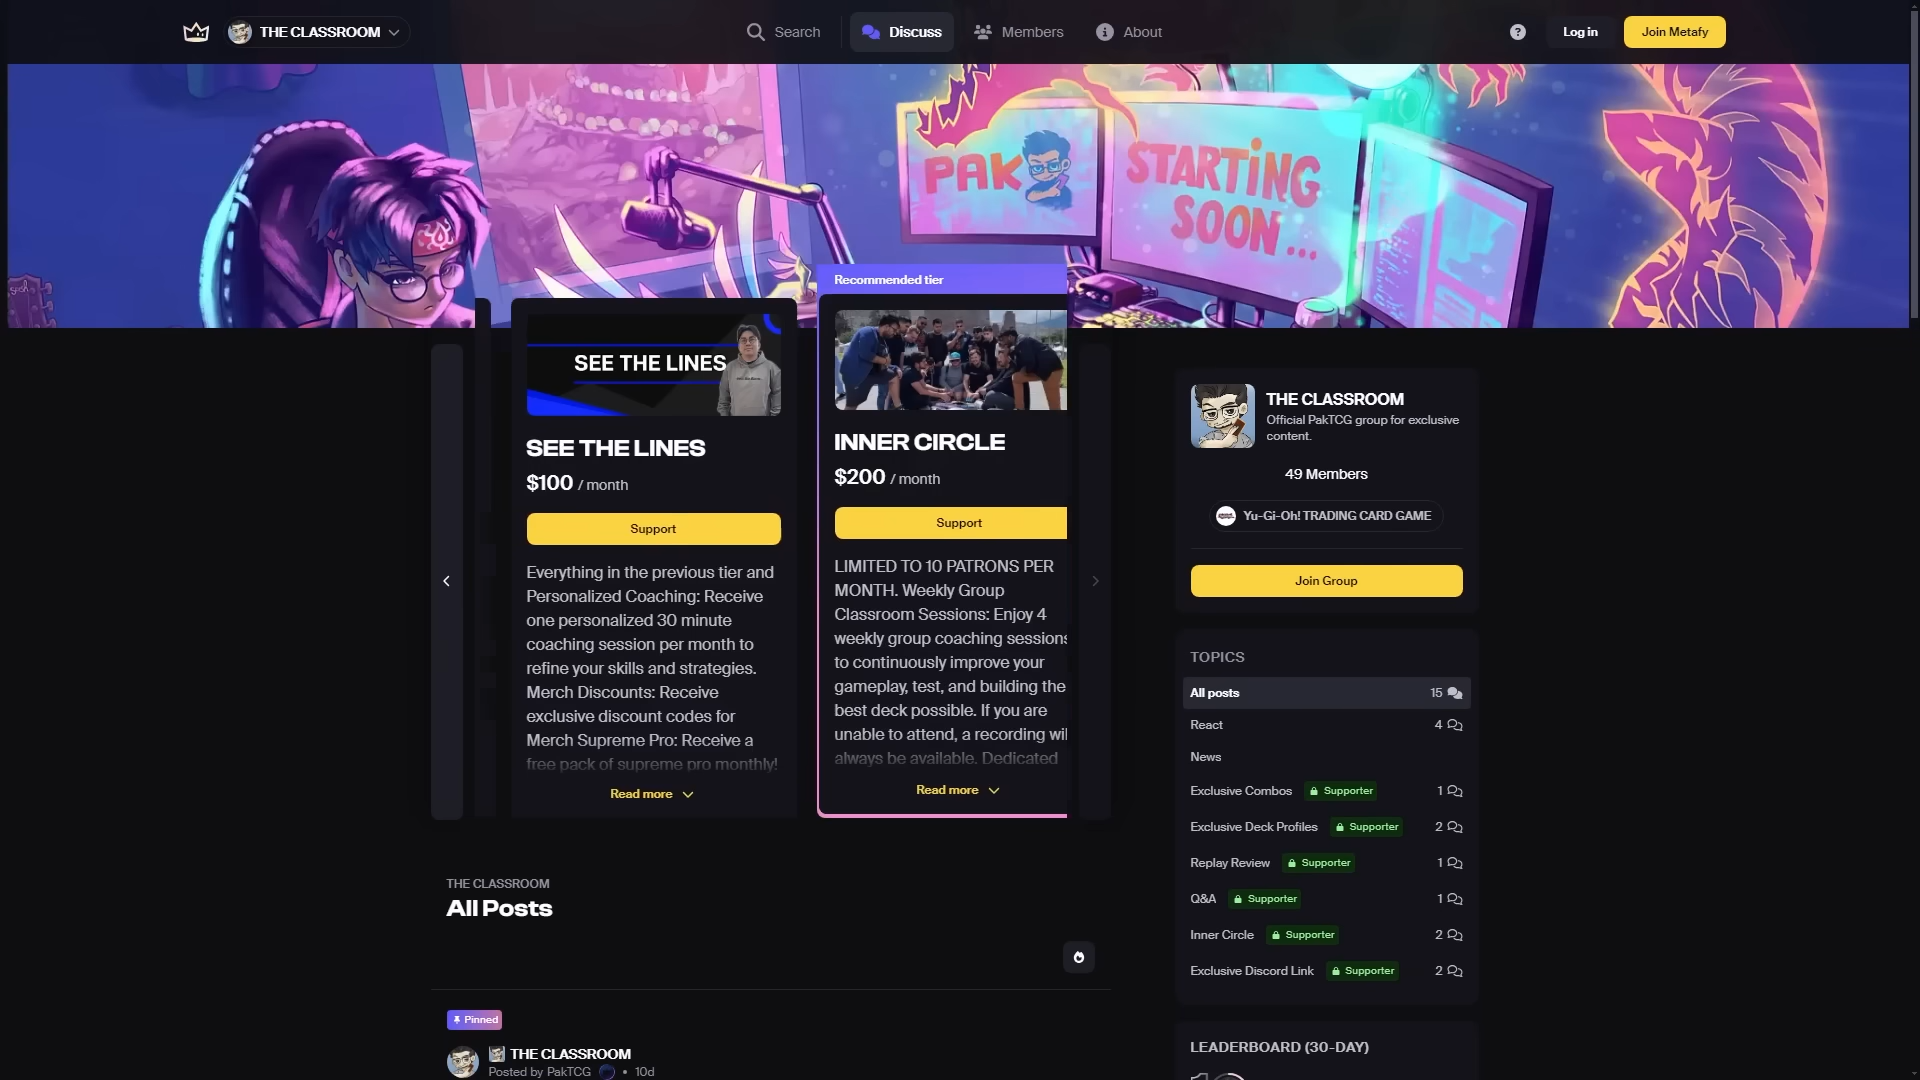 THE CLASSROOM
Search
Discuss
Members
About
Log in
Join Metafy
PAK
STARTING
SOON...
Recommended tier
SEE THE LINES
SEE THE LINES
$100 / month
Support
Everything in the previous tier and
Personalized Coaching: Receive
one personalized 30 minute
coaching session per month to
refine your skills and strategies.
Merch Discounts: Receive
exclusive discount codes for
Merch Supreme Pro: Receive a
free pack of supreme pro monthly!
Read more
INNER CIRCLE
$200 / month
Support
LIMITED TO 10 PATRONS PER
MONTH. Weekly Group
Classroom Sessions: Enjoy 4
weekly group coaching sessions
to continuously improve your
gameplay, test, and building the
best deck possible. If you are
unable to attend, a recording wil
always be available. Dedicated
Read more
THE CLASSROOM
Official PakTCG group for exclusive
content.
49 Members
Yu-Gi-Oh! TRADING CARD GAME
Join Group
TOPICS
All posts 15
React 4
News
Exclusive Combos Supporter 1
Exclusive Deck Profiles Supporter 2
Replay Review Supporter 1
Q&A Supporter 1
Inner Circle Supporter 2
Exclusive Discord Link Supporter 2
LEADERBOARD (30-DAY)
THE CLASSROOM
All Posts
Pinned
THE CLASSROOM
Posted by PakTCG • 10d